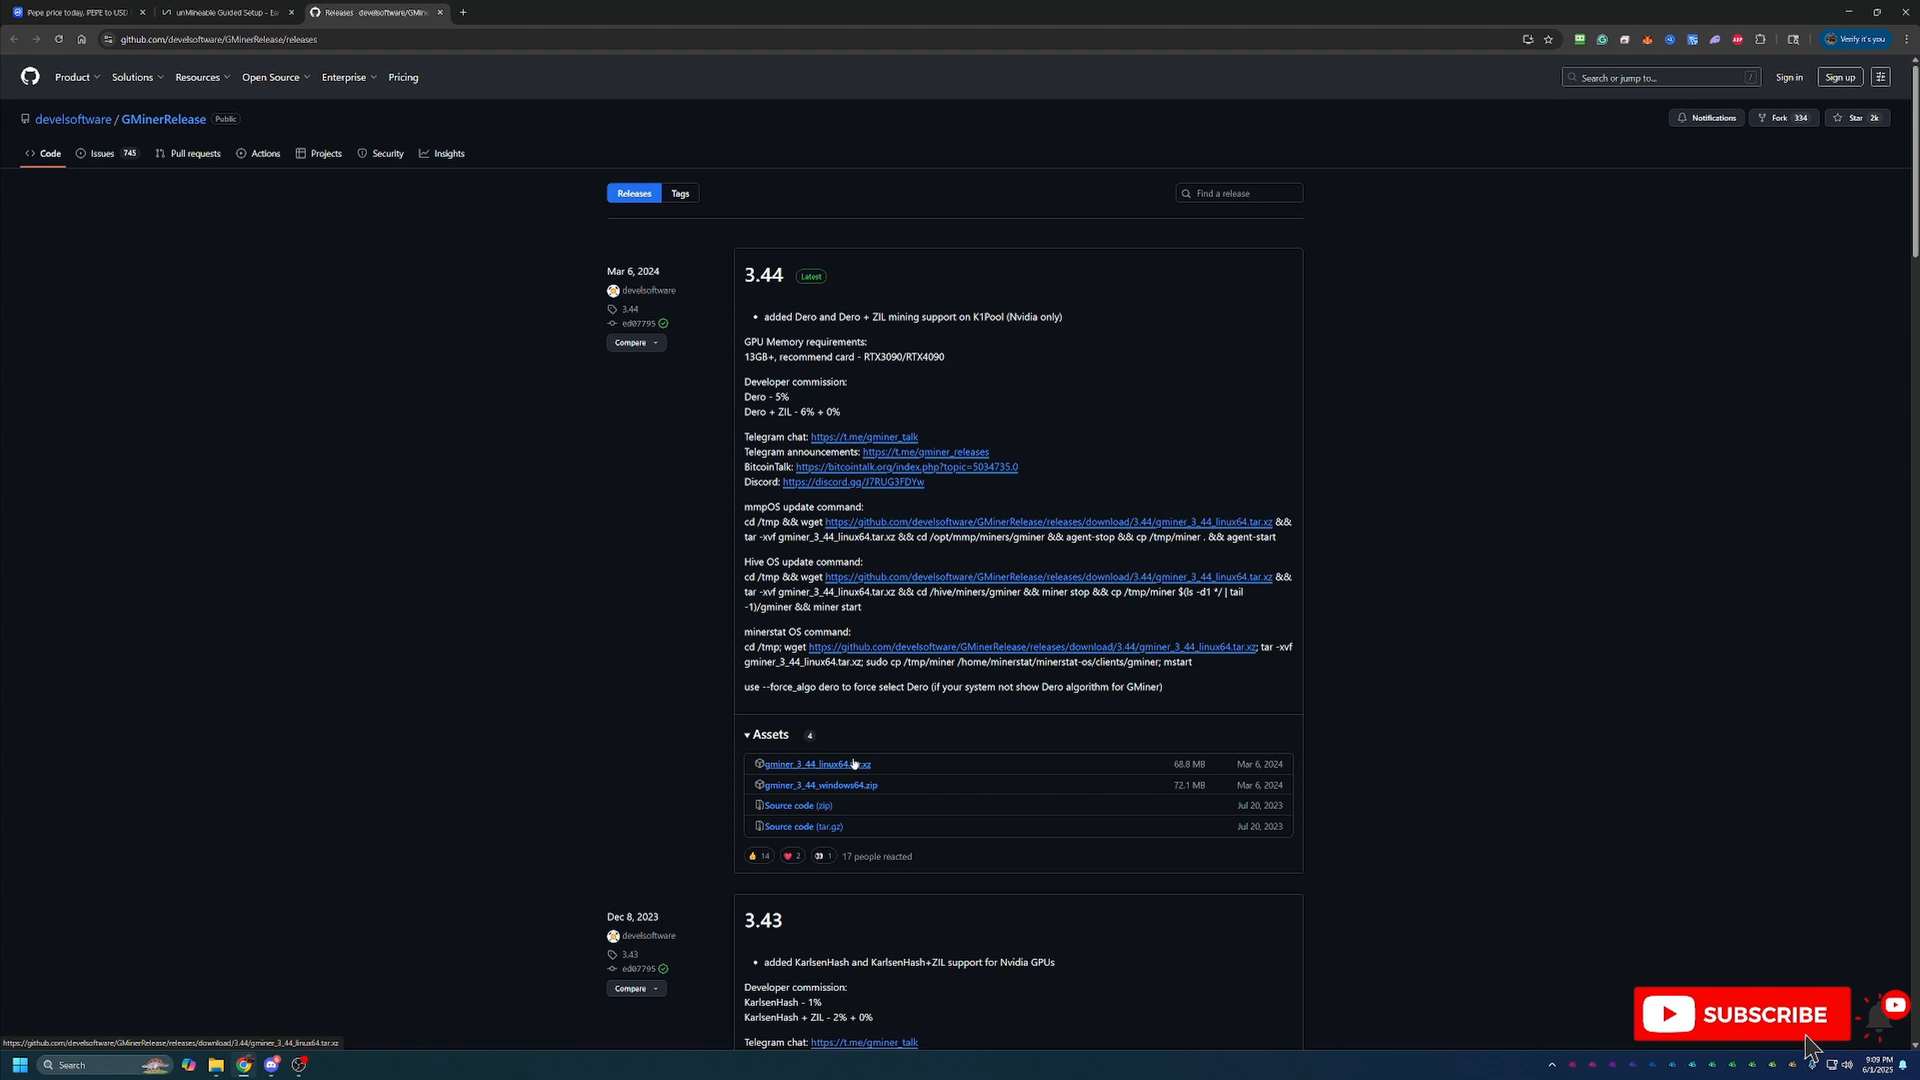 Pepe price today, PEPE to USD
unMineable Guided Setup - Ea
Releases · develsoftware/GMine
github.com/develsoftware/GMinerRelease/releases
Verify it's you
Product
Solutions
Resources
Open Source
Enterprise
Pricing
Search or jump to...
/
Sign in
Sign up
develsoftware / GMinerRelease
Public
Notifications
Fork 334
Star 2k
Code
Issues 745
Pull requests
Actions
Projects
Security
Insights
Releases
Tags
Find a release
Mar 6, 2024
develsoftware
3.44
ed07795
Compare
3.44
Latest
• added Dero and Dero + ZIL mining support on K1Pool (Nvidia only)
GPU Memory requirements:
13GB+, recommend card - RTX3090/RTX4090
Developer commission:
Dero - 5%
Dero + ZIL - 6% + 0%
Telegram chat: https://t.me/gminer_talk
Telegram announcements: https://t.me/gminer_releases
BitcoinTalk: https://bitcointalk.org/index.php?topic=5034735.0
Discord: https://discord.gg/J7RUG3FDYw
mmpOS update command:
cd /tmp && wget https://github.com/develsoftware/GMinerRelease/releases/download/3.44/gminer_3_44_linux64.tar.xz &&
tar -xvf gminer_3_44_linux64.tar.xz && cd /opt/mmp/miners/gminer && agent-stop && cp /tmp/miner . && agent-start
Hive OS update command:
cd /tmp && wget https://github.com/develsoftware/GMinerRelease/releases/download/3.44/gminer_3_44_linux64.tar.xz &&
tar -xvf gminer_3_44_linux64.tar.xz && cd /hive/miners/gminer && miner stop && cp /tmp/miner $(ls -d1 */ | tail
-1)/gminer && miner start
minerstat OS command:
cd /tmp; wget https://github.com/develsoftware/GMinerRelease/releases/download/3.44/gminer_3_44_linux64.tar.xz; tar -xvf
gminer_3_44_linux64.tar.xz; sudo cp /tmp/miner /home/minerstat/minerstat-os/clients/gminer; mstart
use --force_algo dero to force select Dero (if your system not show Dero algorithm for GMiner)
Assets 4
gminer_3_44_linux64.tar.xz 68.8 MB Mar 6, 2024
gminer_3_44_windows64.zip 72.1 MB Mar 6, 2024
Source code (zip) Jul 20, 2023
Source code (tar.gz) Jul 20, 2023
14 2 1 17 people reacted
Dec 8, 2023
develsoftware
3.43
ed07795
Compare
3.43
• added KarlsenHash and KarlsenHash+ZIL support for Nvidia GPUs
Developer commission:
KarlsenHash - 1%
KarlsenHash + ZIL - 2% + 0%
Telegram chat: https://t.me/gminer_talk
SUBSCRIBE
https://github.com/develsoftware/GMinerRelease/releases/download/3.44/gminer_3_44_linux64.tar.xz
Search
9:09 PM
6/1/2025